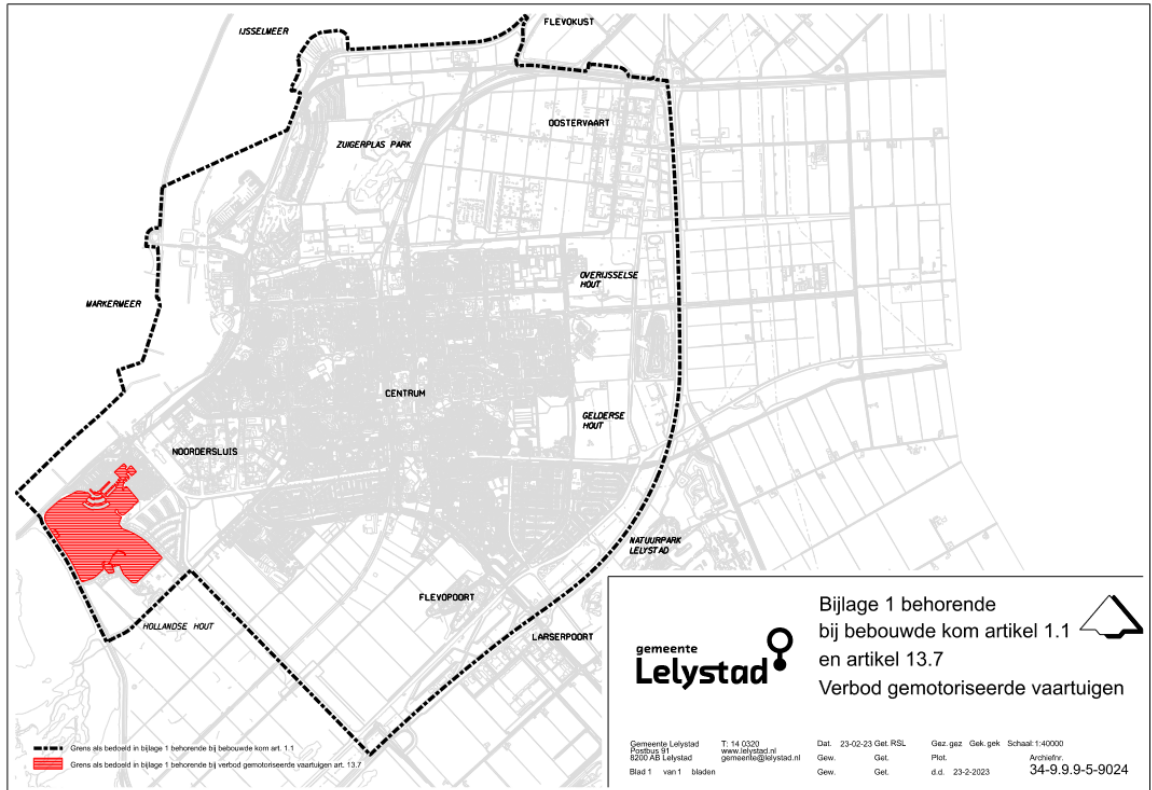 IJSSELMEER
FLEVOKUST
OOSTERVAART
ZUIGERPLAS PARK
OVERIJSSELSE
HOUT
MARKERMEER
CENTRUM
GELDERSE
HOUT
NOORDERSLUIS
NATUURPARK
LELYSTAD
FLEVOPOORT
HOLLANDSE HOUT
LARSERPOORT
Grens als bedoeld in bijlage 1 behorende bij bebouwde kom art. 1.1
Grens als bedoeld in bijlage 1 behorende bij verbod gemotoriseerde vaartuigen art. 13.7
gemeente
Lelystad
Bijlage 1 behorende
bij bebouwde kom artikel 1.1
en artikel 13.7
Verbod gemotoriseerde vaartuigen
Gemeente Lelystad T: 14 0320 Dat. 23-02-23 Get. RSL Gez. gez Gek. gek Schaal: 1:40000
Postbus 91 www.lelystad.nl
8200 AB Lelystad gemeente@lelystad.nl Gew. Get. Plot. Archiefnr.
Blad 1 van 1 bladen Gew. Get. d.d. 23-2-2023 34-9.9.9-5-9024